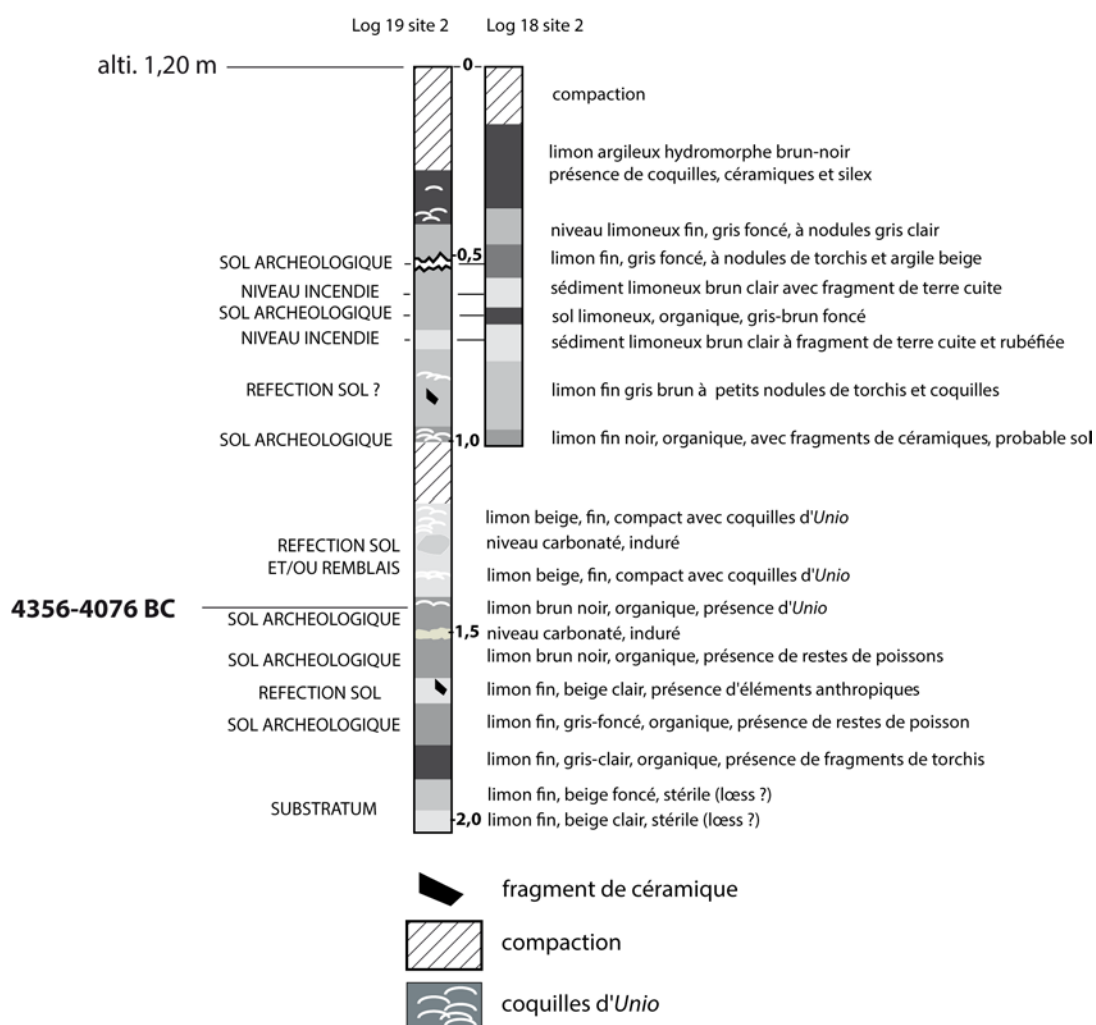 Log 19 site 2 Log 18 site 2
alti. 1,20 m 0
compaction
limon argileux hydromorphe brun-noir
présence de coquilles, céramiques et silex
niveau limoneux fin, gris foncé, à nodules gris clair
-0,5
SOL ARCHEOLOGIQUE limon fin, gris foncé, à nodules de torchis et argile beige
NIVEAU INCENDIE sédiment limoneux brun clair avec fragment de terre cuite
SOL ARCHEOLOGIQUE sol limoneux, organique, gris-brun foncé
NIVEAU INCENDIE sédiment limoneux brun clair à fragment de terre cuite et rubéfiée
REFECTION SOL ? limon fin gris brun à petits nodules de torchis et coquilles
SOL ARCHEOLOGIQUE -1,0 limon fin noir, organique, avec fragments de céramiques, probable sol
limon beige, fin, compact avec coquilles d'Unio
REFECTION SOL niveau carbonaté, induré
ET/OU REMBLAIS
limon beige, fin, compact avec coquilles d'Unio
4356-4076 BC limon brun noir, organique, présence d'Unio
SOL ARCHEOLOGIQUE
-1,5 niveau carbonaté, induré
SOL ARCHEOLOGIQUE limon brun noir, organique, présence de restes de poissons
REFECTION SOL limon fin, beige clair, présence d'éléments anthropiques
SOL ARCHEOLOGIQUE limon fin, gris-foncé, organique, présence de restes de poisson
limon fin, gris-clair, organique, présence de fragments de torchis
limon fin, beige foncé, stérile (lœss ?)
SUBSTRATUM
-2,0 limon fin, beige clair, stérile (lœss ?)
fragment de céramique
compaction
coquilles d'Unio